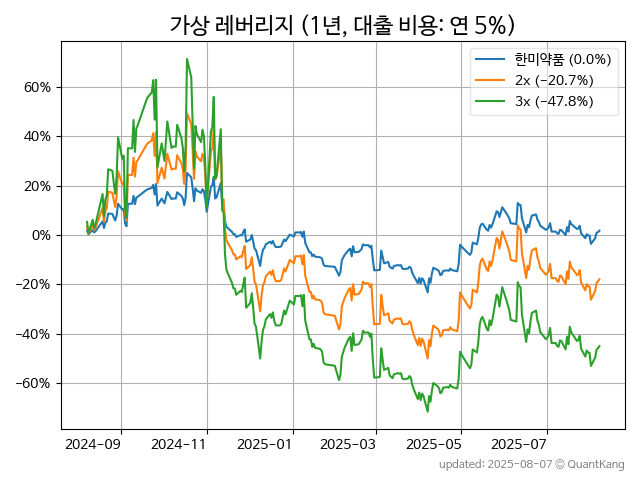 가상 레버리지 (1년, 대출 비용: 연 5%)
한미약품 (0.0%)
2x (−20.7%)
3x (−47.8%)
60%
40%
20%
0%
−20%
−40%
−60%
2024-09
2024-11
2025-01
2025-03
2025-05
2025-07
updated: 2025-08-07 © QuantKang